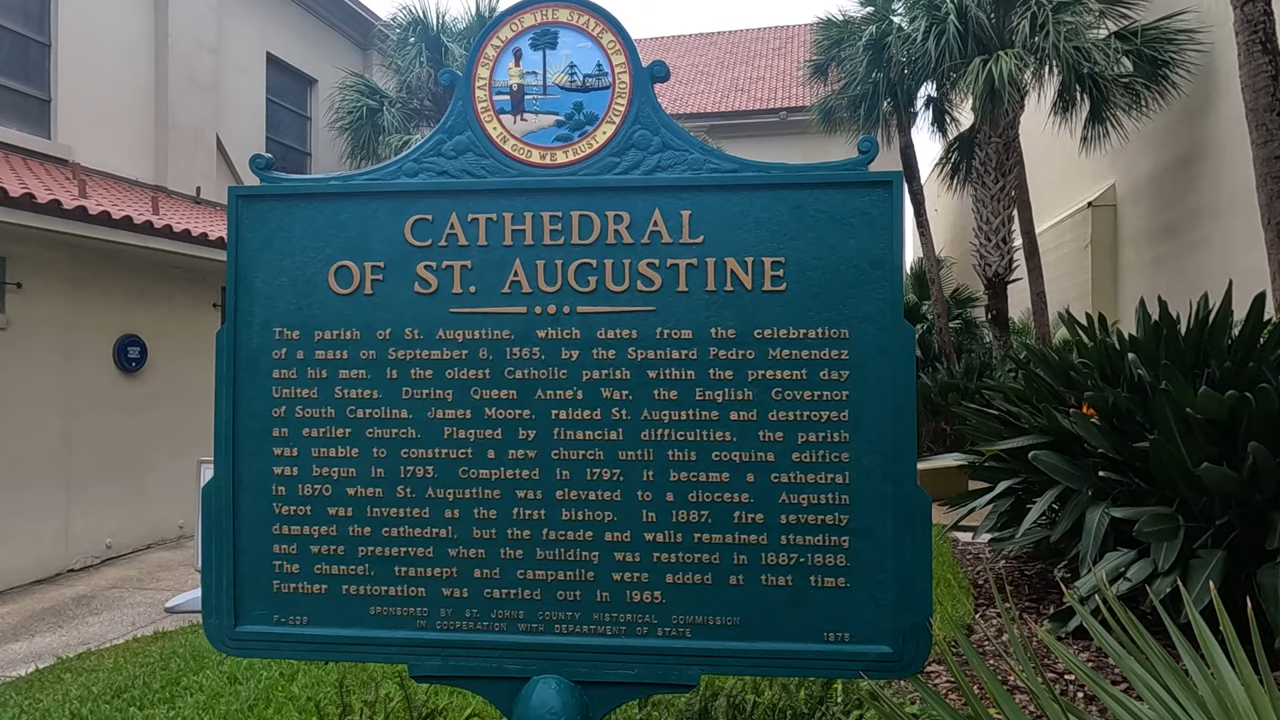 GREAT SEAL OF THE STATE OF FLORIDA
IN GOD WE TRUST
CATHEDRAL
OF ST. AUGUSTINE
The parish of St. Augustine, which dates from the celebration
of a mass on September 8, 1565, by the Spaniard Pedro Menendez
and his men, is the oldest Catholic parish within the present day
United States. During Queen Anne's War, the English Governor
of South Carolina, James Moore, raided St. Augustine and destroyed
an earlier church. Plagued by financial difficulties, the parish
was unable to construct a new church until this coquina edifice
was begun in 1793. Completed in 1797, it became a cathedral
in 1870 when St. Augustine was elevated to a diocese. Augustin
Verot was invested as the first bishop. In 1887, fire severely
damaged the cathedral, but the facade and walls remained standing
and were preserved when the building was restored in 1887-1888.
The chancel, transept and campanile were added at that time.
Further restoration was carried out in 1965.
SPONSORED BY ST. JOHNS COUNTY HISTORICAL COMMISSION
IN COOPERATION WITH DEPARTMENT OF STATE
1975